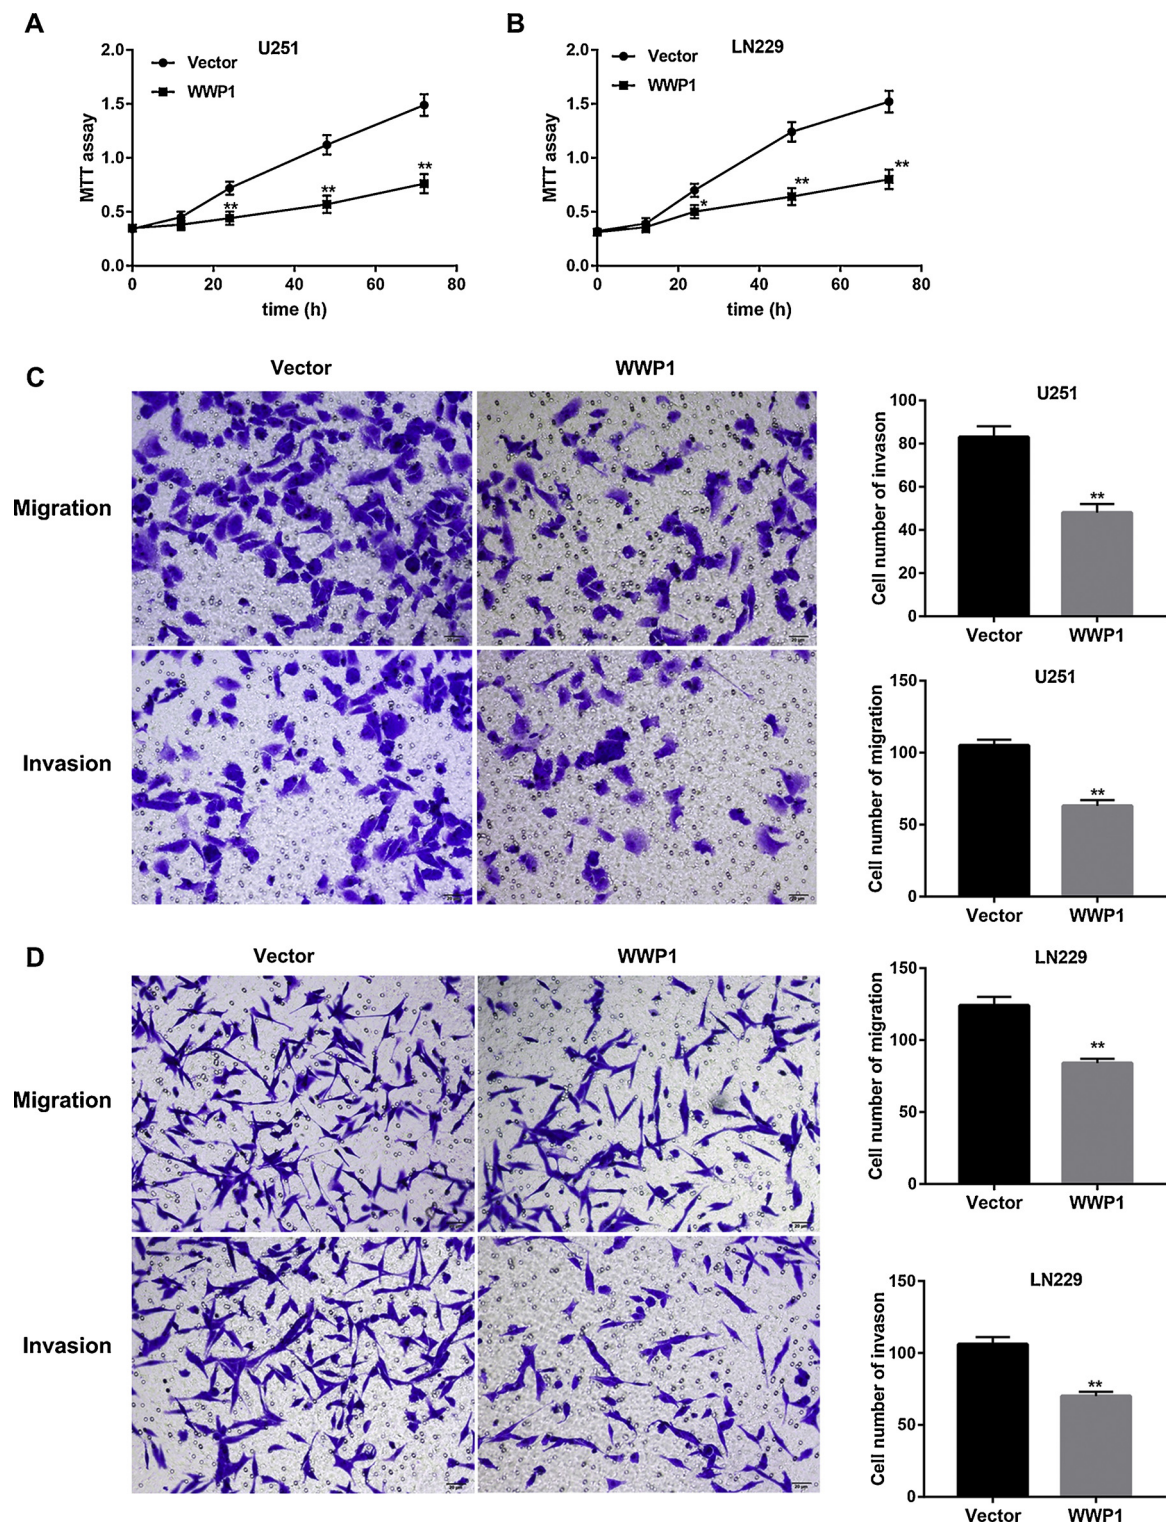 A
U251
2.0
1.5
1.0
0.5
0.0
MTT assay
Vector
WWP1
**
**
**
0 20 40 60 80
time (h)
B
LN229
2.0
1.5
1.0
0.5
0.0
MTT assay
Vector
WWP1
*
**
**
0 20 40 60 80
time (h)
C
Vector WWP1
Migration
Invasion
U251
100
80
60
40
20
0
Cell number of invason
**
Vector WWP1
U251
150
100
50
0
Cell number of migration
**
Vector WWP1
D
Vector WWP1
Migration
Invasion
LN229
150
100
50
0
Cell number of migration
**
Vector WWP1
LN229
150
100
50
0
Cell number of invason
**
Vector WWP1